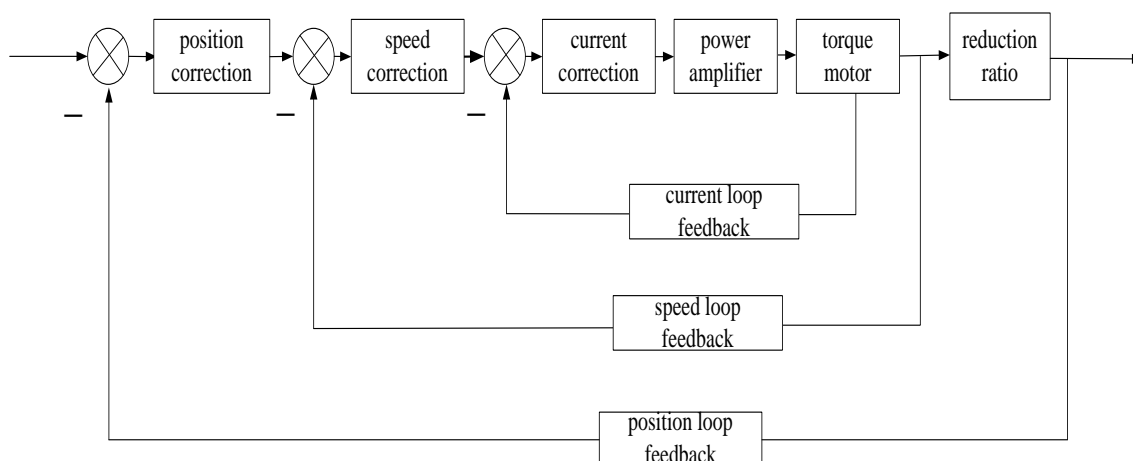 position
correction
speed
correction
current
correction
power
amplifier
torque
motor
reduction
ratio
−
−
−
current loop
feedback
speed loop
feedback
position loop
feedback